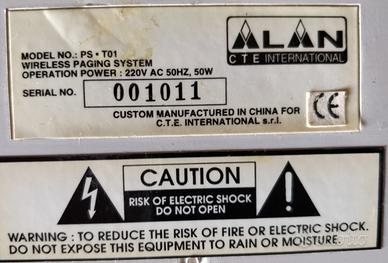 MODEL NO.: PS • T01
WIRELESS PAGING SYSTEM
OPERATION POWER : 220V AC 50HZ, 50W
SERIAL NO.
001011
ALAN
CTE INTERNATIONAL
CUSTOM MANUFACTURED IN CHINA FOR
C.T.E. INTERNATIONAL s.r.l.
CE
CAUTION
RISK OF ELECTRIC SHOCK
DO NOT OPEN
WARNING : TO REDUCE THE RISK OF FIRE OR ELECTRIC SHOCK.
DO NOT EXPOSE THIS EQUIPMENT TO RAIN OR MOISTURE.